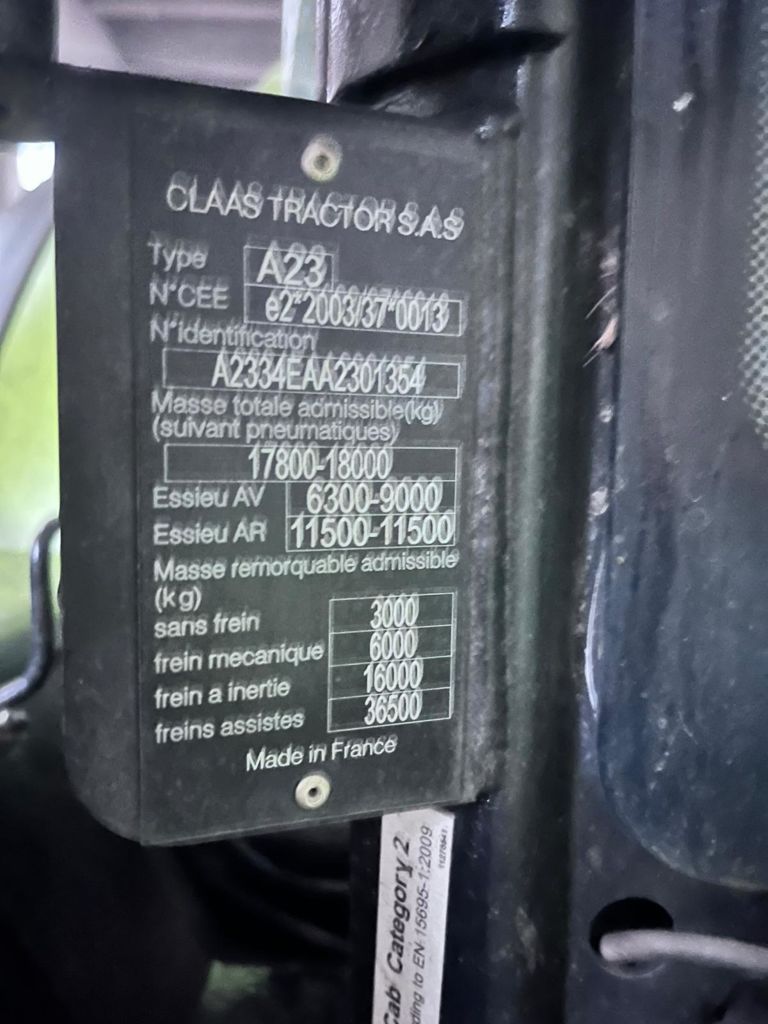 CLAAS TRACTOR S.A.S
Type A23
N°CEE e2*2003/37*0013
N°Identification
A2334EAA2301354
Masse totale admissible(kg)
(suivant pneumatiques)
17800-18000
Essieu AV 6300-9000
Essieu AR 11500-11500
Masse remorquable admissible
(kg)
sans frein 3000
frein mecanique 6000
frein a inertie 16000
freins assistes 36500
Made in France
Category 2
to EN 15695-1:2009